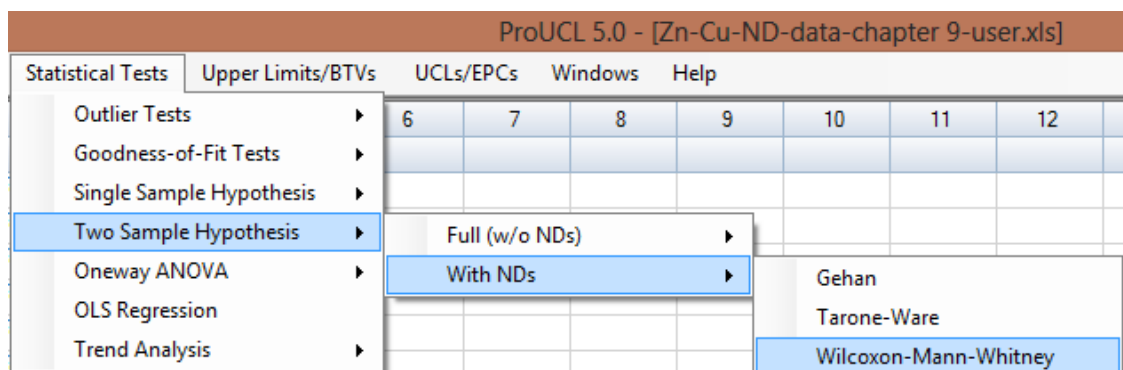 ProUCL 5.0 - [Zn-Cu-ND-data-chapter 9-user.xls]
Statistical Tests Upper Limits/BTVs UCLs/EPCs Windows Help
Outlier Tests 6 7 8 9 10 11 12
Goodness-of-Fit Tests
Single Sample Hypothesis
Two Sample Hypothesis Full (w/o NDs)
Oneway ANOVA With NDs Gehan
OLS Regression Tarone-Ware
Trend Analysis Wilcoxon-Mann-Whitney